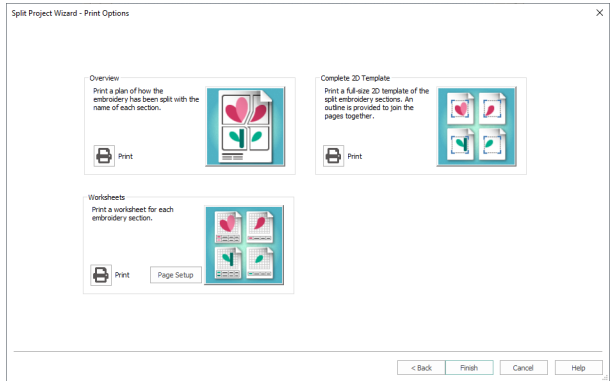 Split Project Wizard - Print Options
Overview
Print a plan of how the
embroidery has been split with the
name of each section.
Print
Complete 2D Template
Print a full-size 2D template of the
split embroidery sections. An
outline is provided to join the
pages together.
Print
Worksheets
Print a worksheet for each
embroidery section.
Print
Page Setup
< Back
Finish
Cancel
Help